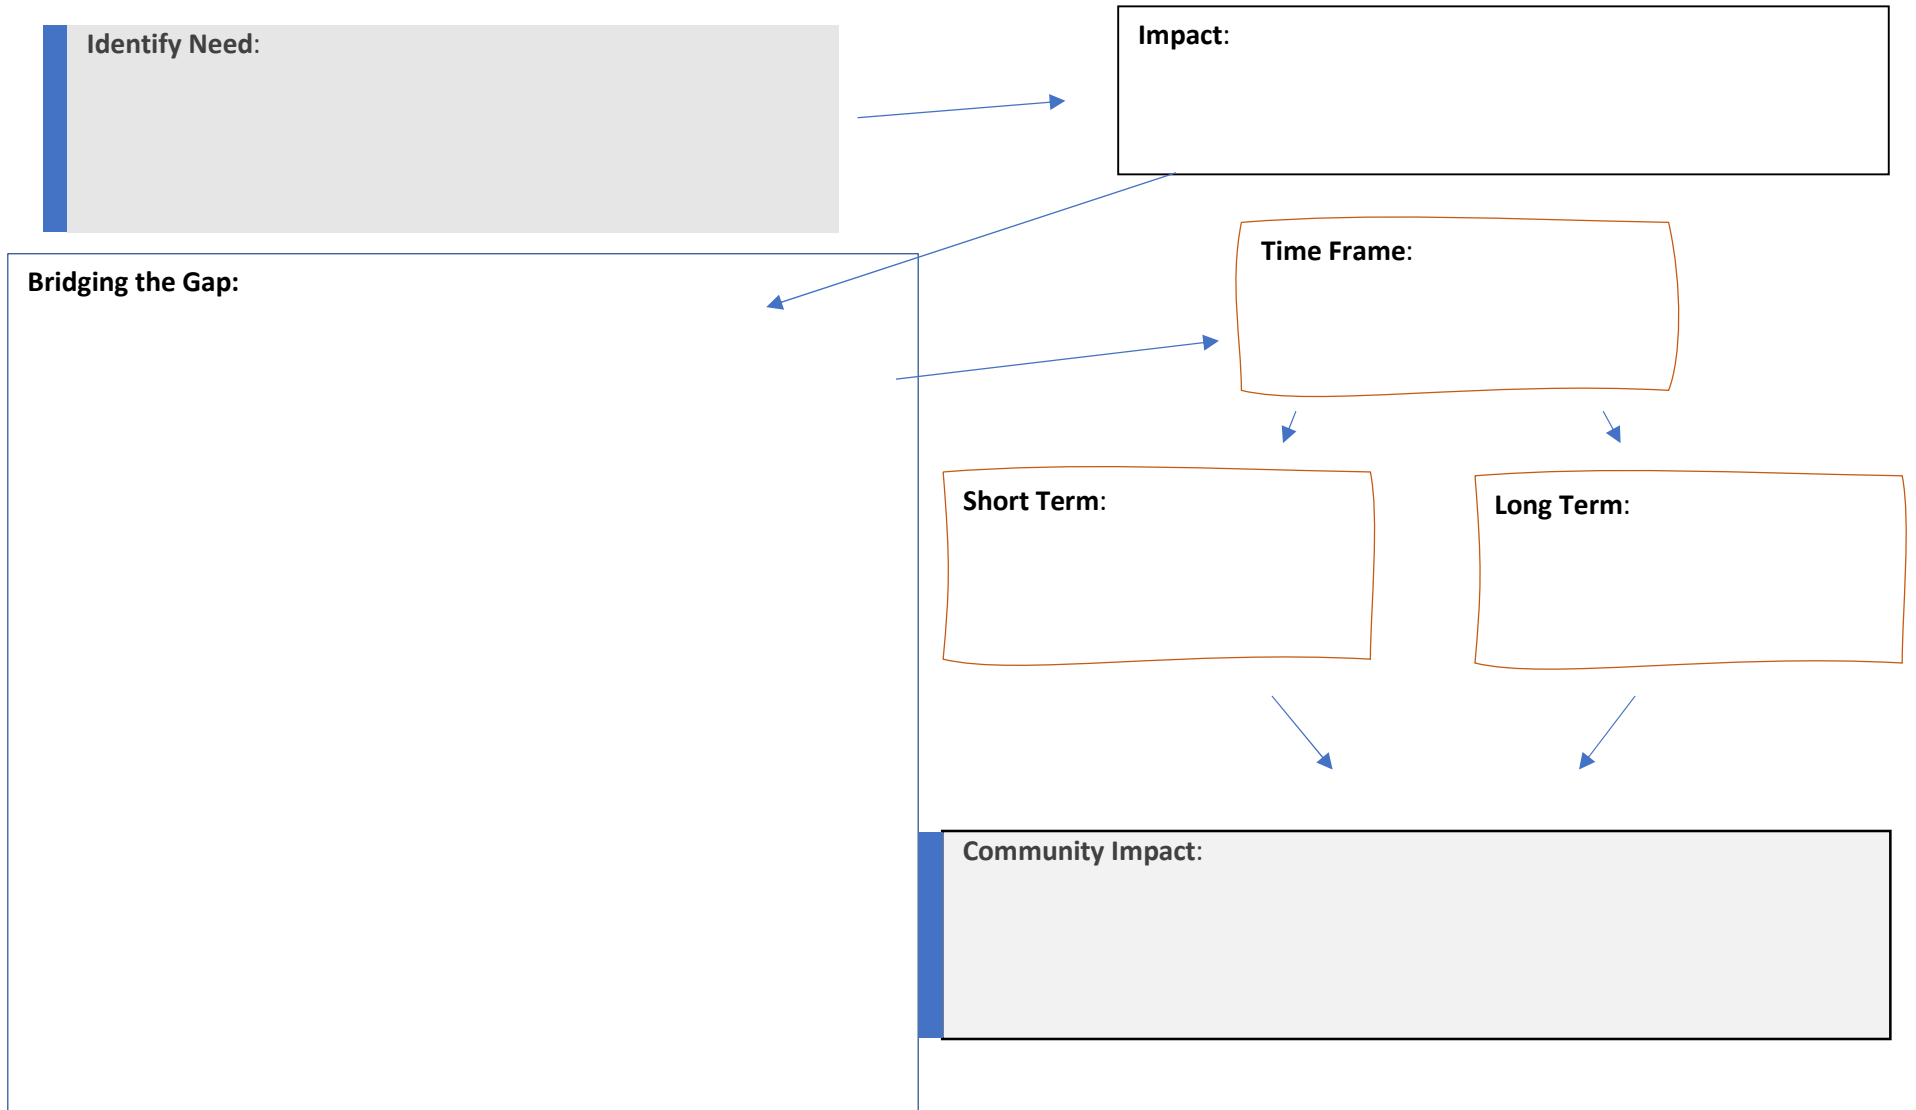 Identify Need:
Impact:
Bridging the Gap:
Time Frame:
Short Term:
Long Term:
Community Impact: